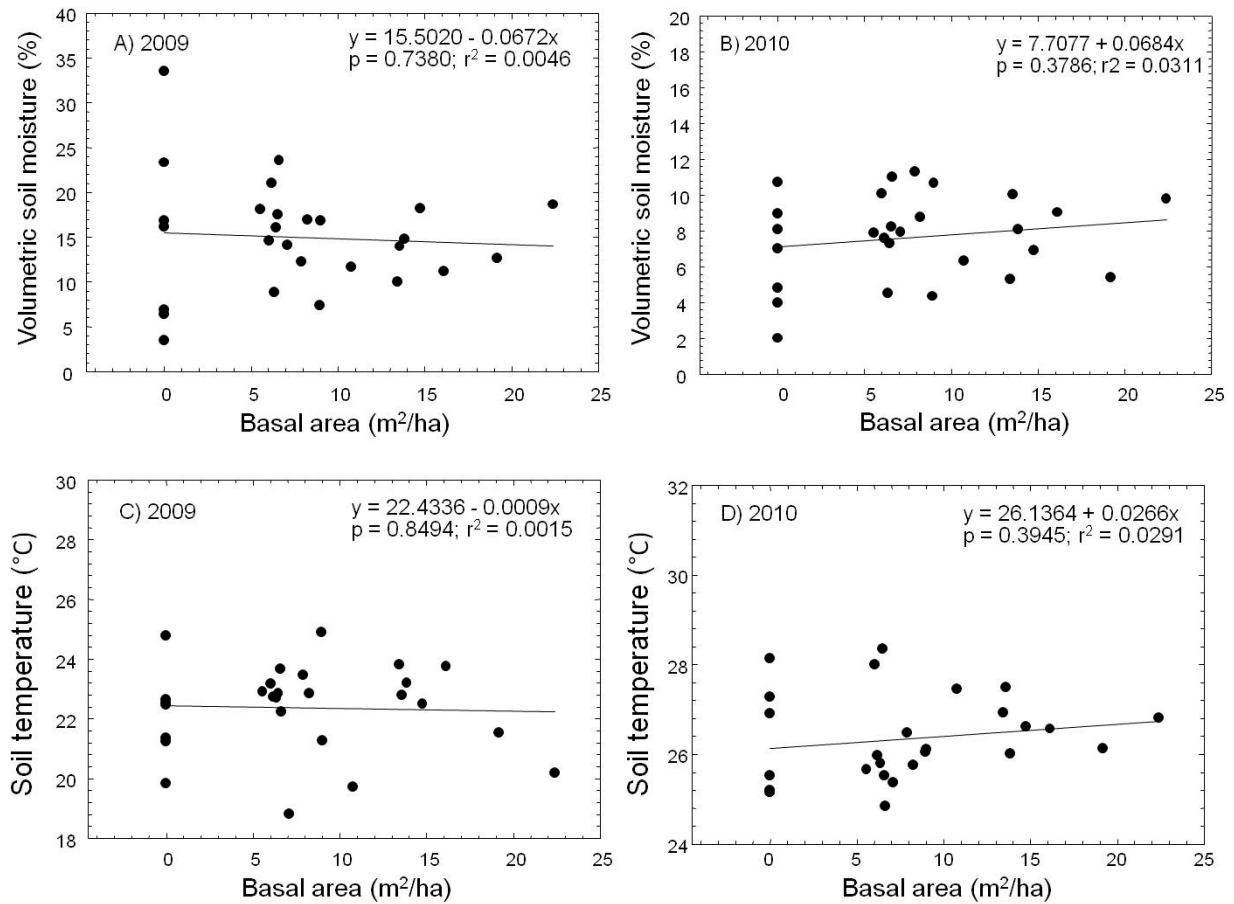 A) 2009
y = 15.5020 - 0.0672x
p = 0.7380; r² = 0.0046
40
35
30
25
20
15
10
5
0
Volumetric soil moisture (%)
0 5 10 15 20 25
Basal area (m²/ha)
B) 2010
y = 7.7077 + 0.0684x
p = 0.3786; r2 = 0.0311
20
18
16
14
12
10
8
6
4
2
0
Volumetric soil moisture (%)
0 5 10 15 20 25
Basal area (m²/ha)
C) 2009
y = 22.4336 - 0.0009x
p = 0.8494; r² = 0.0015
30
28
26
24
22
20
18
Soil temperature (°C)
0 5 10 15 20 25
Basal area (m²/ha)
D) 2010
y = 26.1364 + 0.0266x
p = 0.3945; r² = 0.0291
32
30
28
26
24
Soil temperature (°C)
0 5 10 15 20 25
Basal area (m²/ha)